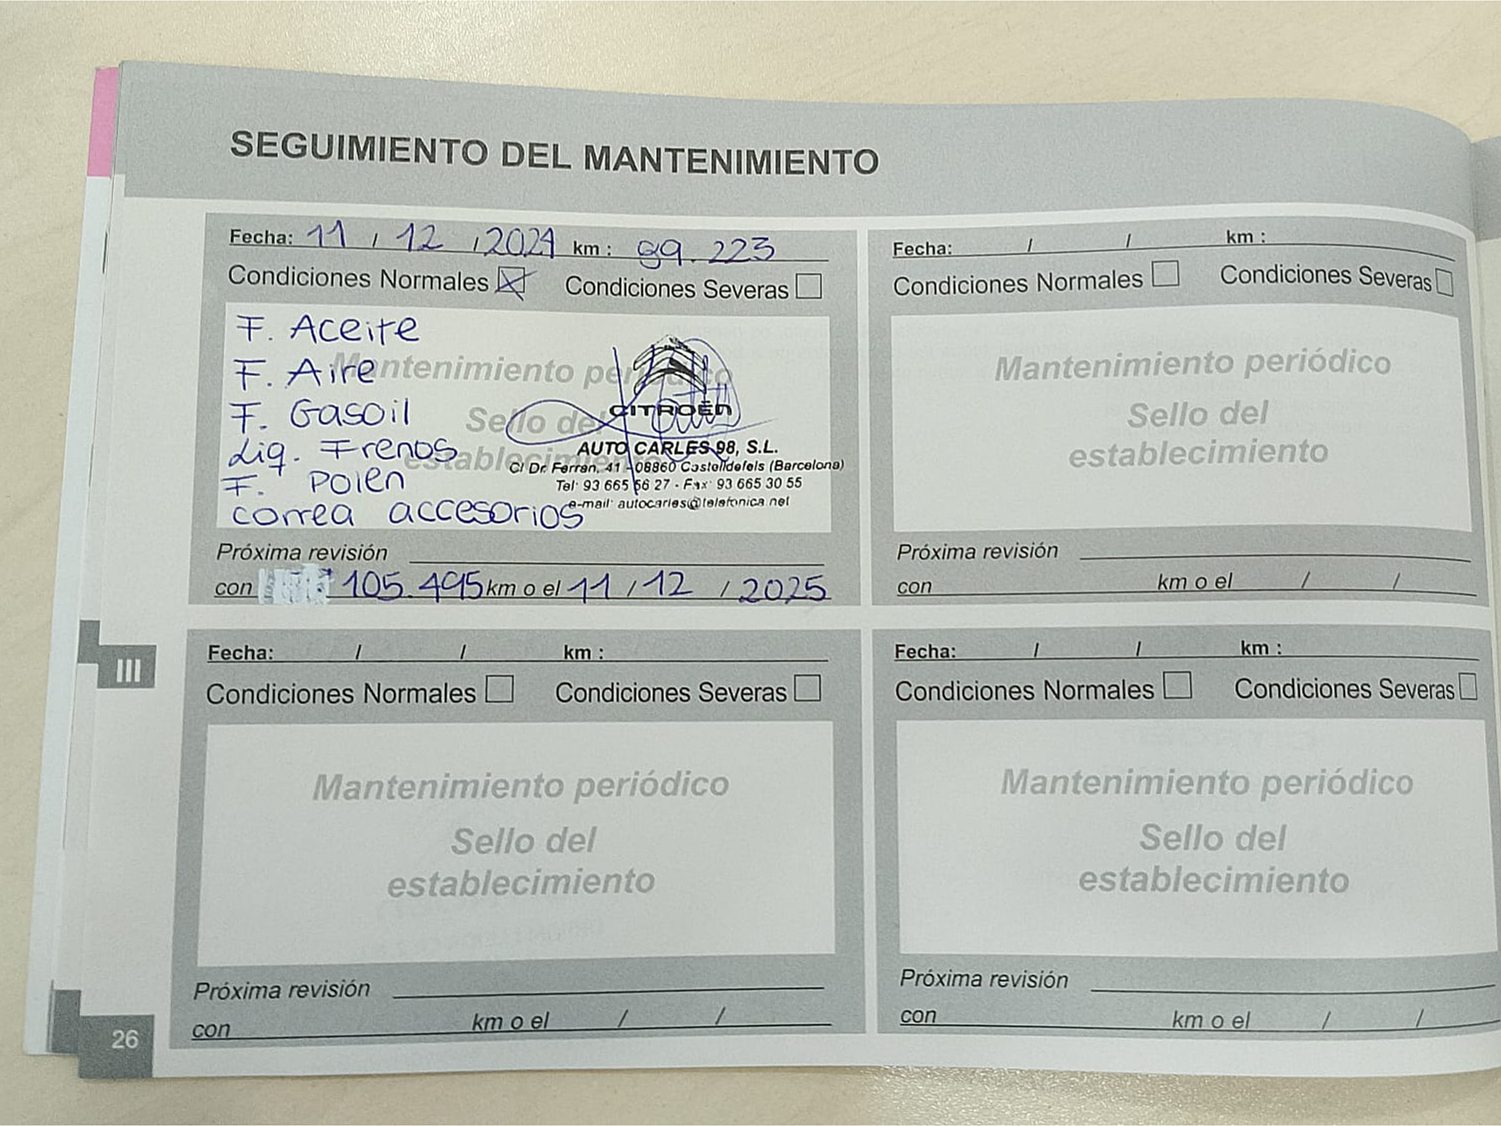 SEGUIMIENTO DEL MANTENIMIENTO
Fecha: 11 / 12 / 2024 km : 89.223
Condiciones Normales Condiciones Severas
F. Aceite
F. Aire
F. Gasoil
Liq. Frenos
F. Polen
correa accesorios
Mantenimiento periódico
Sello del
establecimiento
CITROËN
AUTO CARLES 98, S.L.
C/ Dr. Ferran, 41 - 08860 Castelldefels (Barcelona)
Tel: 93 665 56 27 - Fax: 93 665 30 55
e-mail: autocarles@telefonica.net
Próxima revisión
con 105.495 km o el 11 / 12 / 2025
Fecha: / / km :
Condiciones Normales Condiciones Severas
Mantenimiento periódico
Sello del
establecimiento
Próxima revisión
con km o el / /
III
Fecha: / / km :
Condiciones Normales Condiciones Severas
Mantenimiento periódico
Sello del
establecimiento
Próxima revisión
con km o el / /
Fecha: / / km :
Condiciones Normales Condiciones Severas
Mantenimiento periódico
Sello del
establecimiento
Próxima revisión
con km o el / /
26